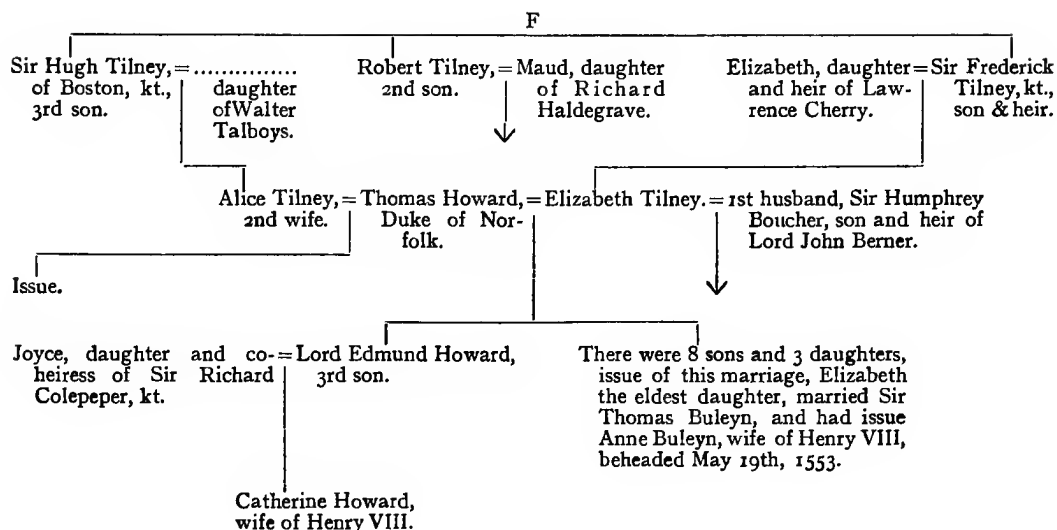 F
Sir Hugh Tilney, = ...............
of Boston, kt.,
3rd son.
daughter
of Walter
Talboys.
Robert Tilney, = Maud, daughter
2nd son.
of Richard
Haldegrave.
Elizabeth, daughter = Sir Frederick
and heir of Law-
rence Cherry.
Tilney, kt.,
son & heir.
Alice Tilney, = Thomas Howard, = Elizabeth Tilney. = 1st husband, Sir Humphrey
2nd wife.
Duke of Nor-
folk.
Boucher, son and heir of
Lord John Berner.
Issue.
Joyce, daughter and co- = Lord Edmund Howard,
heiress of Sir Richard
Colepeper, kt.
3rd son.
There were 8 sons and 3 daughters,
issue of this marriage, Elizabeth
the eldest daughter, married Sir
Thomas Buleyn, and had issue
Anne Buleyn, wife of Henry VIII,
beheaded May 19th, 1553.
Catherine Howard,
wife of Henry VIII.